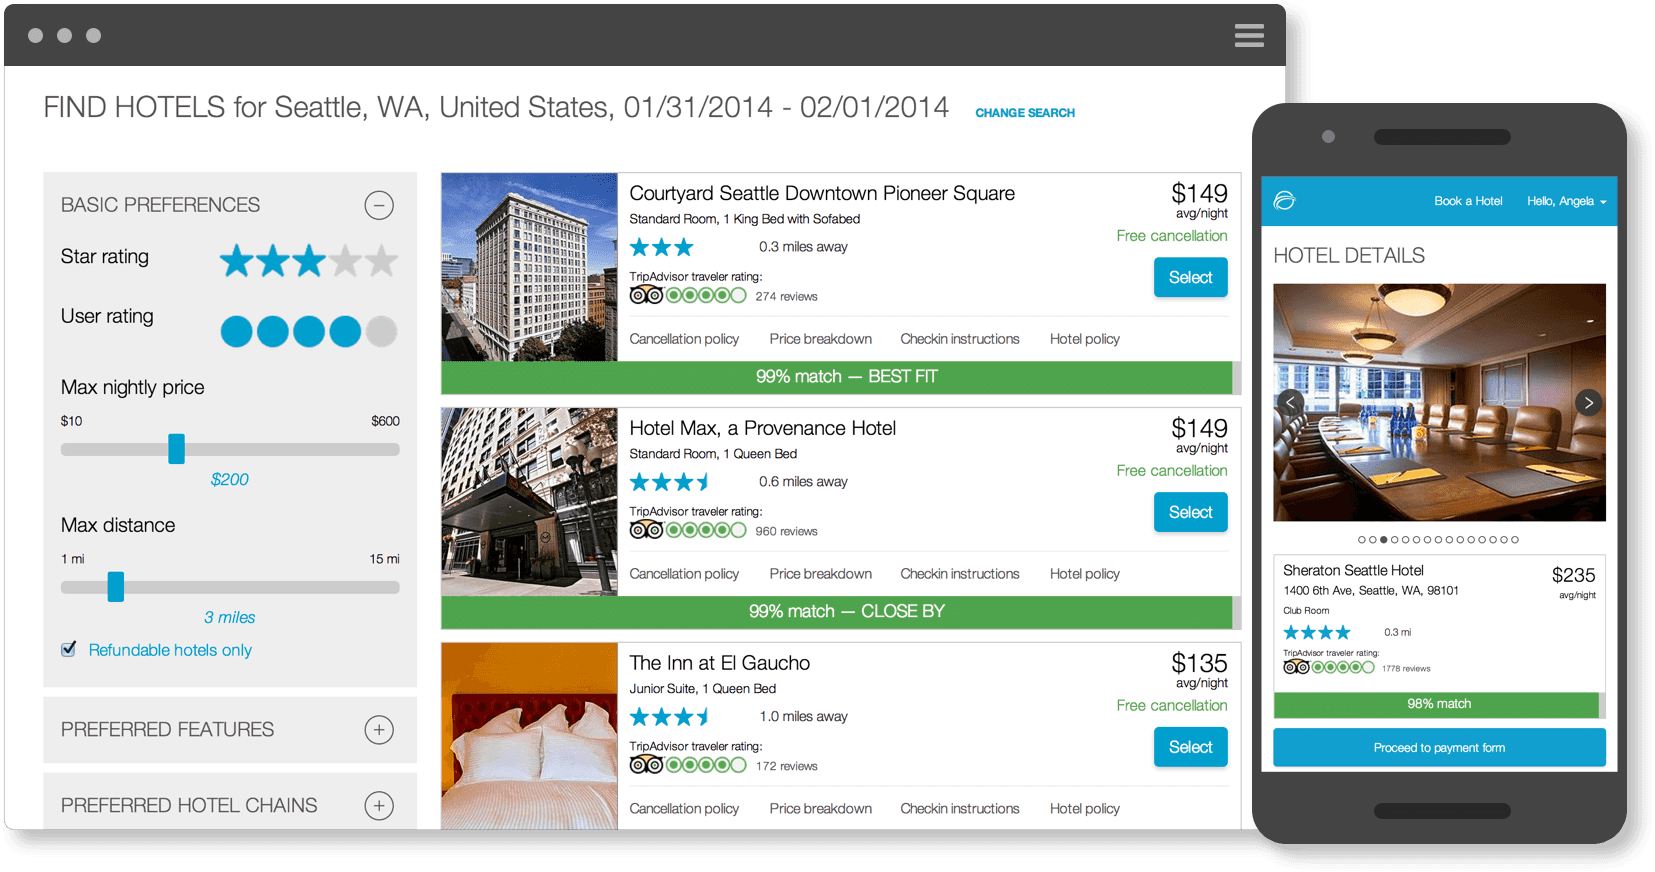 FIND HOTELS for Seattle, WA, United States, 01/31/2014 - 02/01/2014 CHANGE SEARCH
BASIC PREFERENCES
Star rating
User rating
Max nightly price
$10 $600
$200
Max distance
1 mi 15 mi
3 miles
Refundable hotels only
PREFERRED FEATURES
PREFERRED HOTEL CHAINS
Courtyard Seattle Downtown Pioneer Square $149
Standard Room, 1 King Bed with Sofabed avg/night
0.3 miles away Free cancellation
TripAdvisor traveler rating: Select
274 reviews
Cancellation policy Price breakdown Checkin instructions Hotel policy
99% match — BEST FIT
Hotel Max, a Provenance Hotel $149
Standard Room, 1 Queen Bed avg/night
0.6 miles away Free cancellation
TripAdvisor traveler rating: Select
960 reviews
Cancellation policy Price breakdown Checkin instructions Hotel policy
99% match — CLOSE BY
The Inn at El Gaucho $135
Junior Suite, 1 Queen Bed avg/night
1.0 miles away Free cancellation
TripAdvisor traveler rating: Select
172 reviews
Cancellation policy Price breakdown Checkin instructions Hotel policy
Book a Hotel Hello, Angela
HOTEL DETAILS
Sheraton Seattle Hotel $235
1400 6th Ave, Seattle, WA, 98101 avg/night
Club Room
0.3 mi
TripAdvisor traveler rating:
1778 reviews
98% match
Proceed to payment form